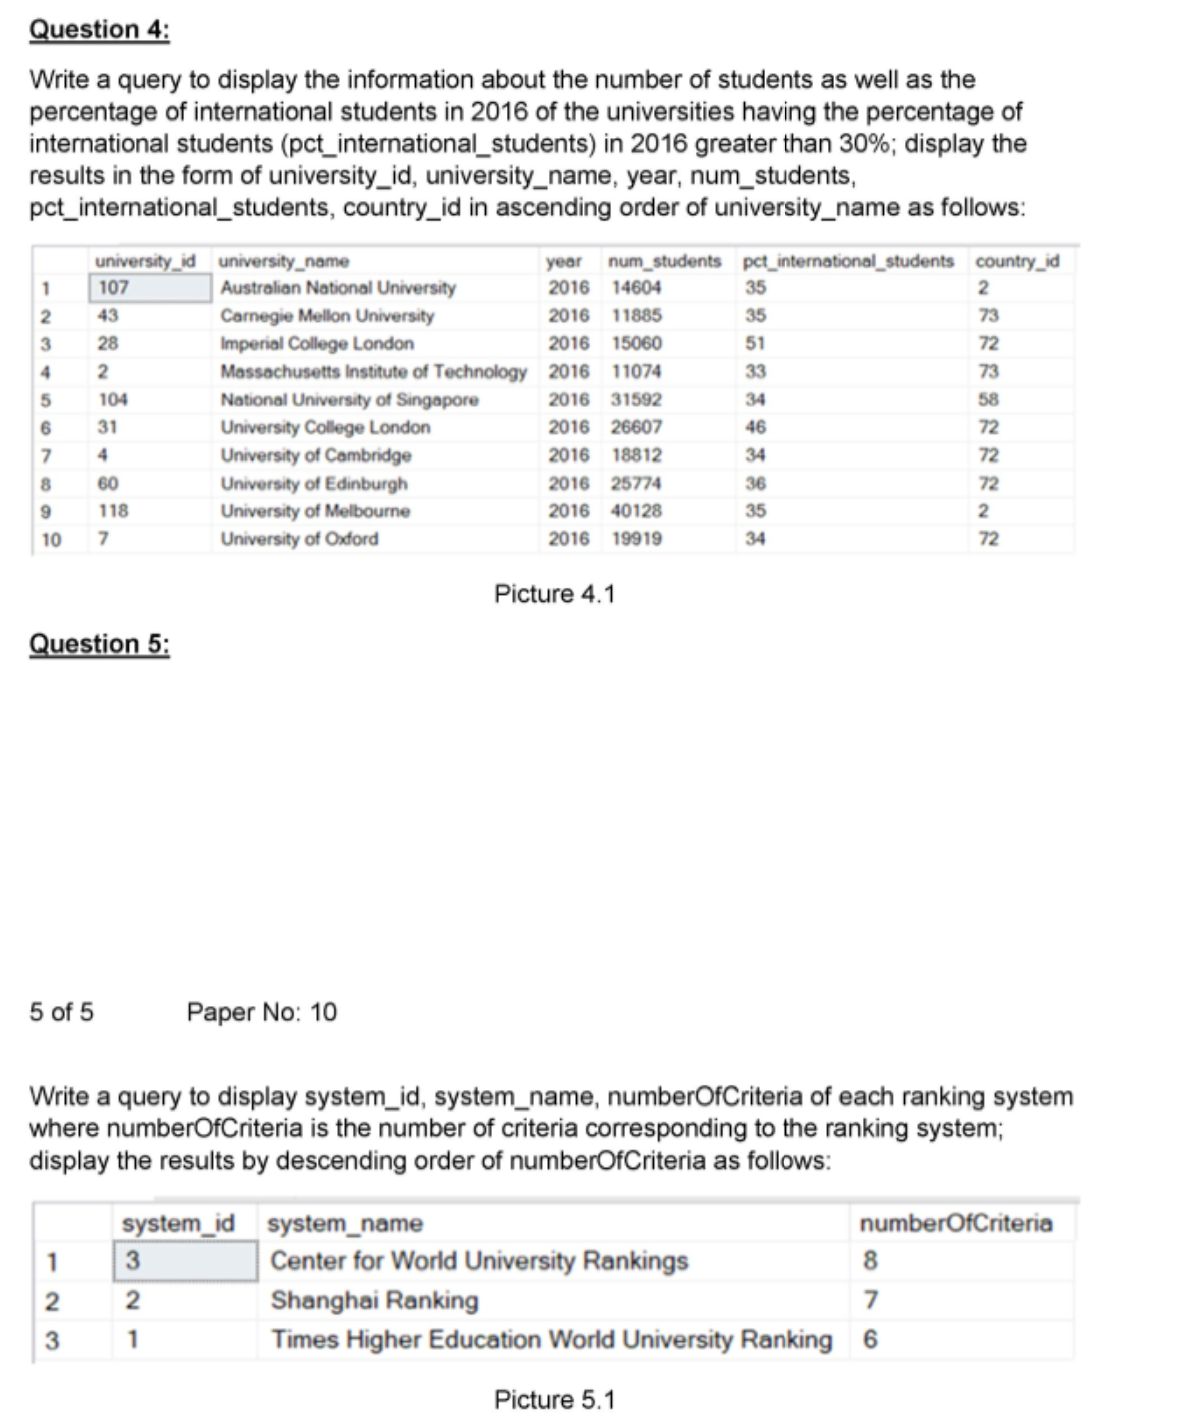 Question 4:
Write a query to display the information about the number of students as well as the
percentage of international students in 2016 of the universities having the percentage of
international students (pct_international_students) in 2016 greater than 30%; display the
results in the form of university_id, university_name, year, num_students,
pct_international_students, country_id in ascending order of university_name as follows:
university_id university_name year num_students pct_international_students country_id
1 107 Australian National University 2016 14604 35 2
2 43 Carnegie Mellon University 2016 11885 35 73
3 28 Imperial College London 2016 15060 51 72
4 2 Massachusetts Institute of Technology 2016 11074 33 73
5 104 National University of Singapore 2016 31592 34 58
6 31 University College London 2016 26607 46 72
7 4 University of Cambridge 2016 18812 34 72
8 60 University of Edinburgh 2016 25774 36 72
9 118 University of Melbourne 2016 40128 35 2
10 7 University of Oxford 2016 19919 34 72
Picture 4.1
Question 5:
5 of 5 Paper No: 10
Write a query to display system_id, system_name, numberOfCriteria of each ranking system
where numberOfCriteria is the number of criteria corresponding to the ranking system;
display the results by descending order of numberOfCriteria as follows:
system_id system_name numberOfCriteria
1 3 Center for World University Rankings 8
2 2 Shanghai Ranking 7
3 1 Times Higher Education World University Ranking 6
Picture 5.1